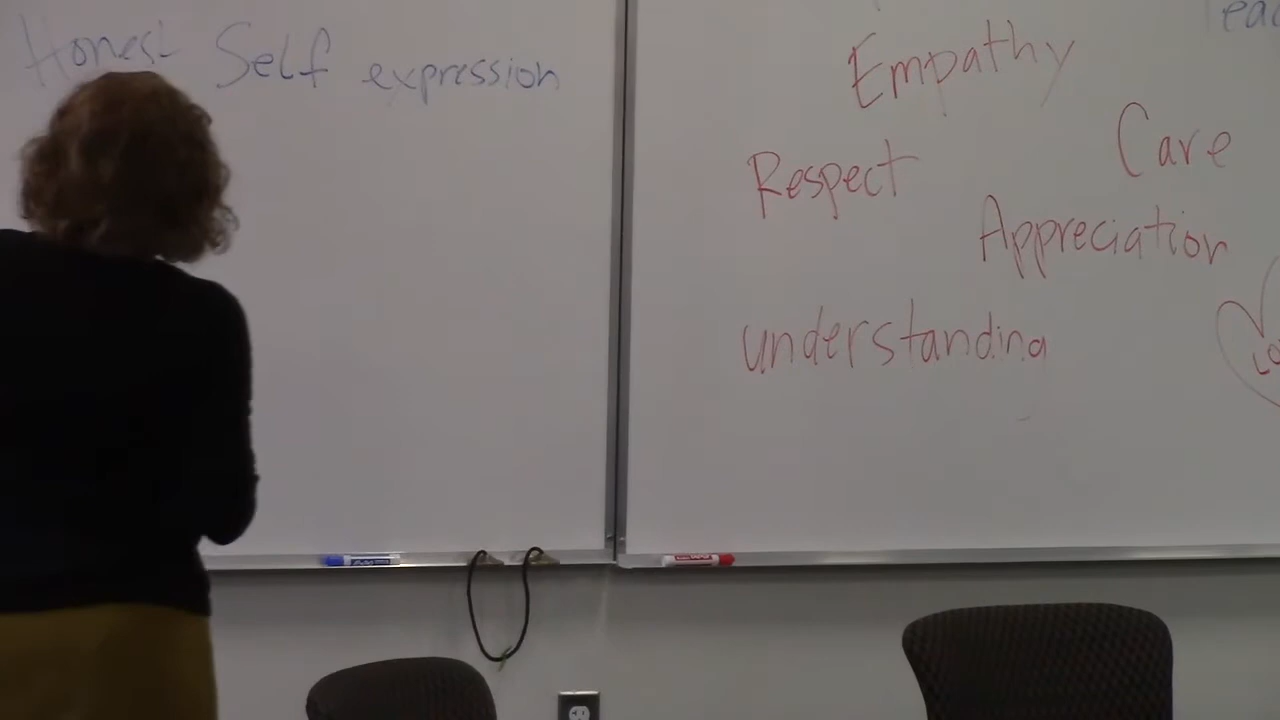 Honest Self expression
Empathy
Care
Respect
Appreciation
understanding